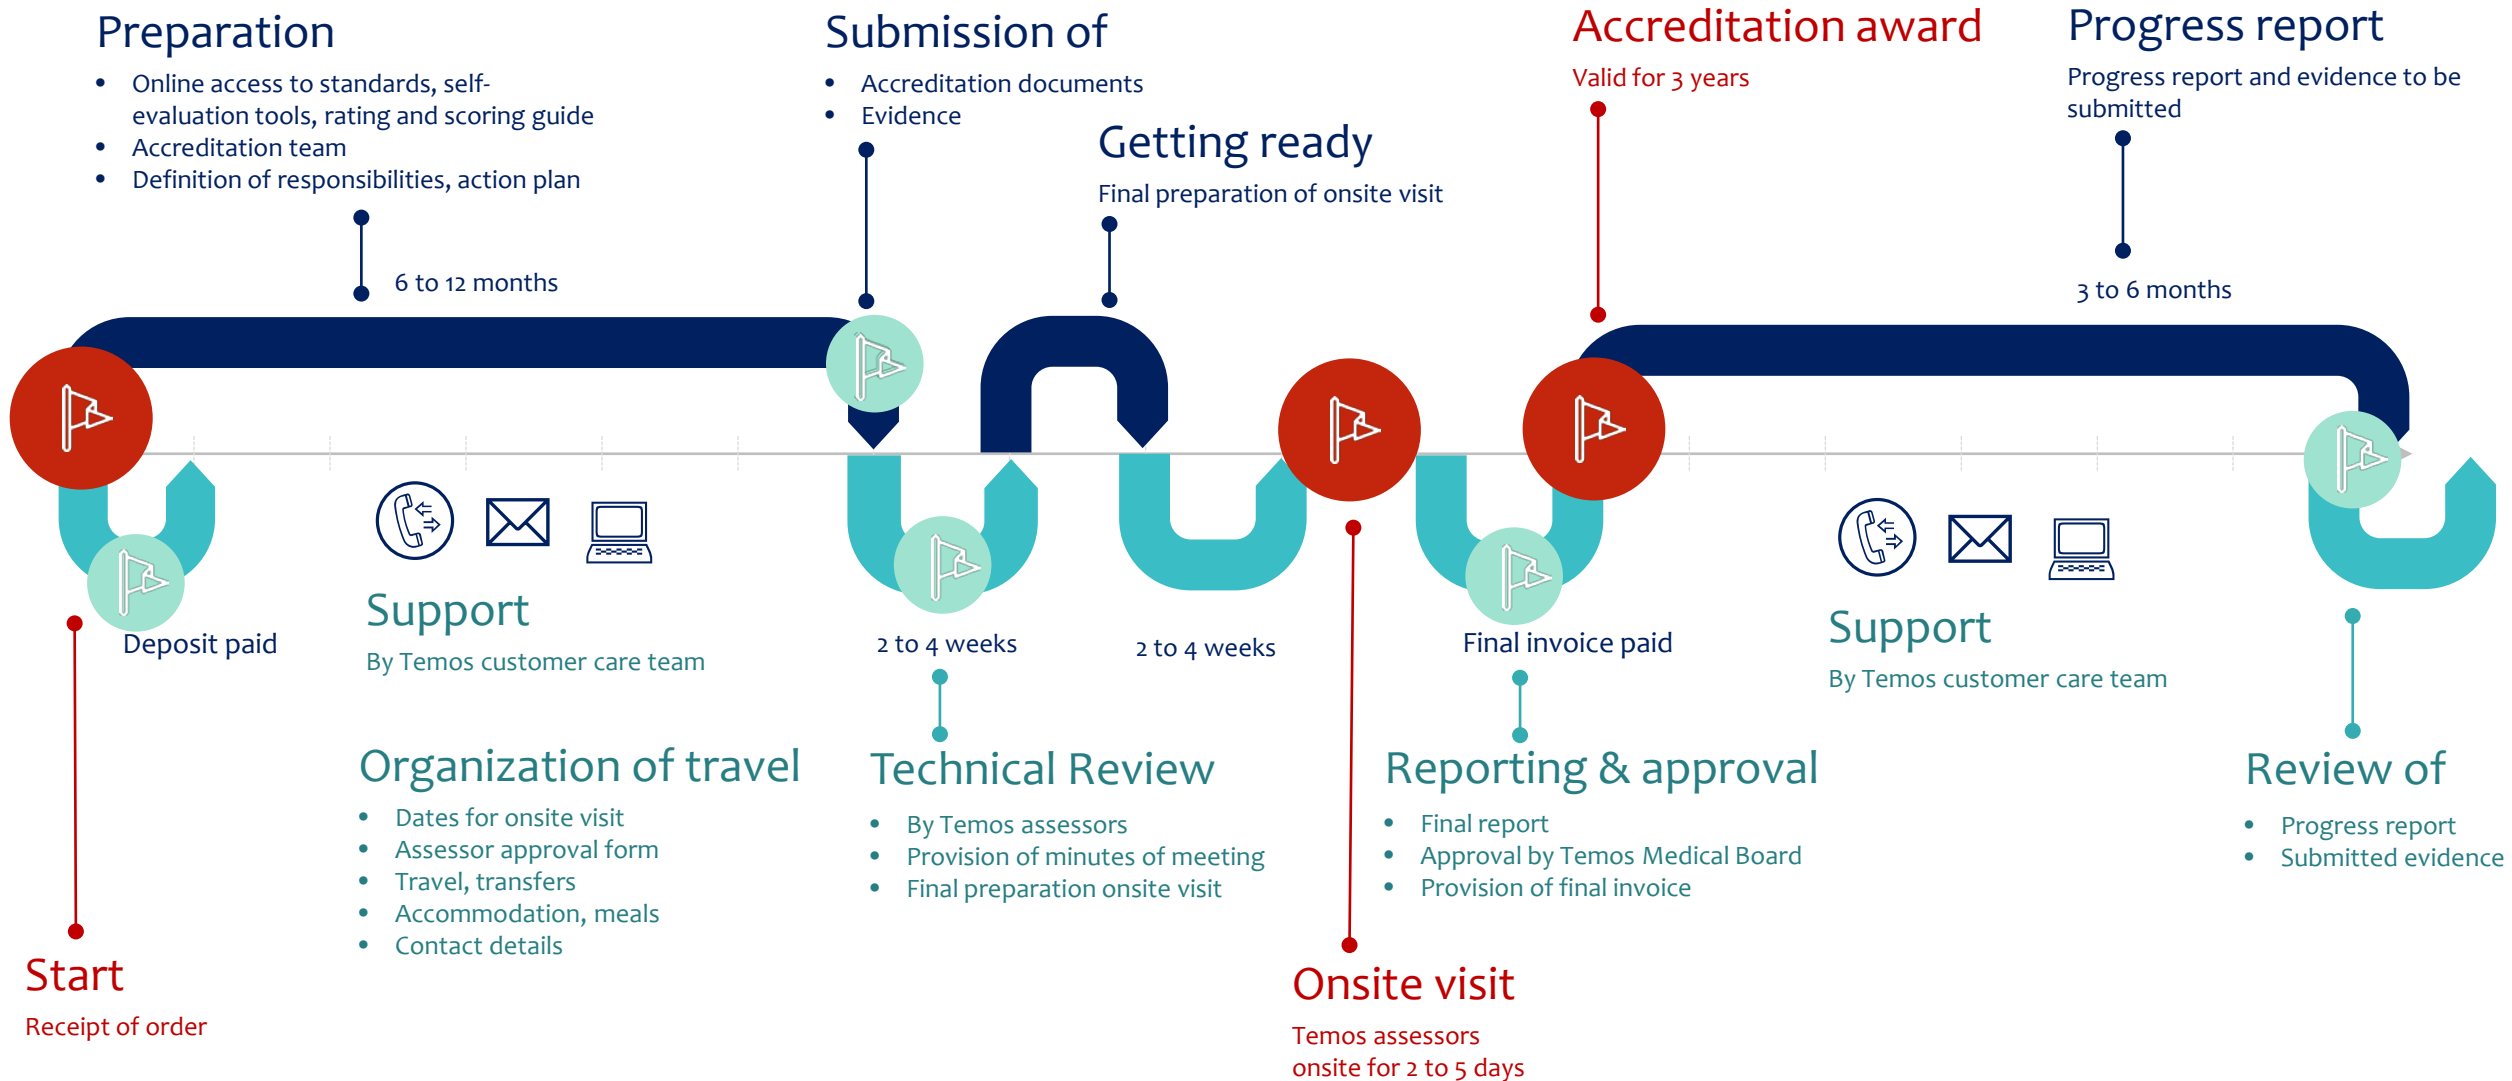 Preparation
• Online access to standards, self-
evaluation tools, rating and scoring guide
• Accreditation team
• Definition of responsibilities, action plan
6 to 12 months
Submission of
• Accreditation documents
• Evidence
Getting ready
Final preparation of onsite visit
Accreditation award
Valid for 3 years
Progress report
Progress report and evidence to be
submitted
3 to 6 months
Deposit paid
Support
By Temos customer care team
2 to 4 weeks
2 to 4 weeks
Final invoice paid
Support
By Temos customer care team
Start
Receipt of order
Organization of travel
• Dates for onsite visit
• Assessor approval form
• Travel, transfers
• Accommodation, meals
• Contact details
Technical Review
• By Temos assessors
• Provision of minutes of meeting
• Final preparation onsite visit
Onsite visit
Temos assessors
onsite for 2 to 5 days
Reporting & approval
• Final report
• Approval by Temos Medical Board
• Provision of final invoice
Review of
• Progress report
• Submitted evidence